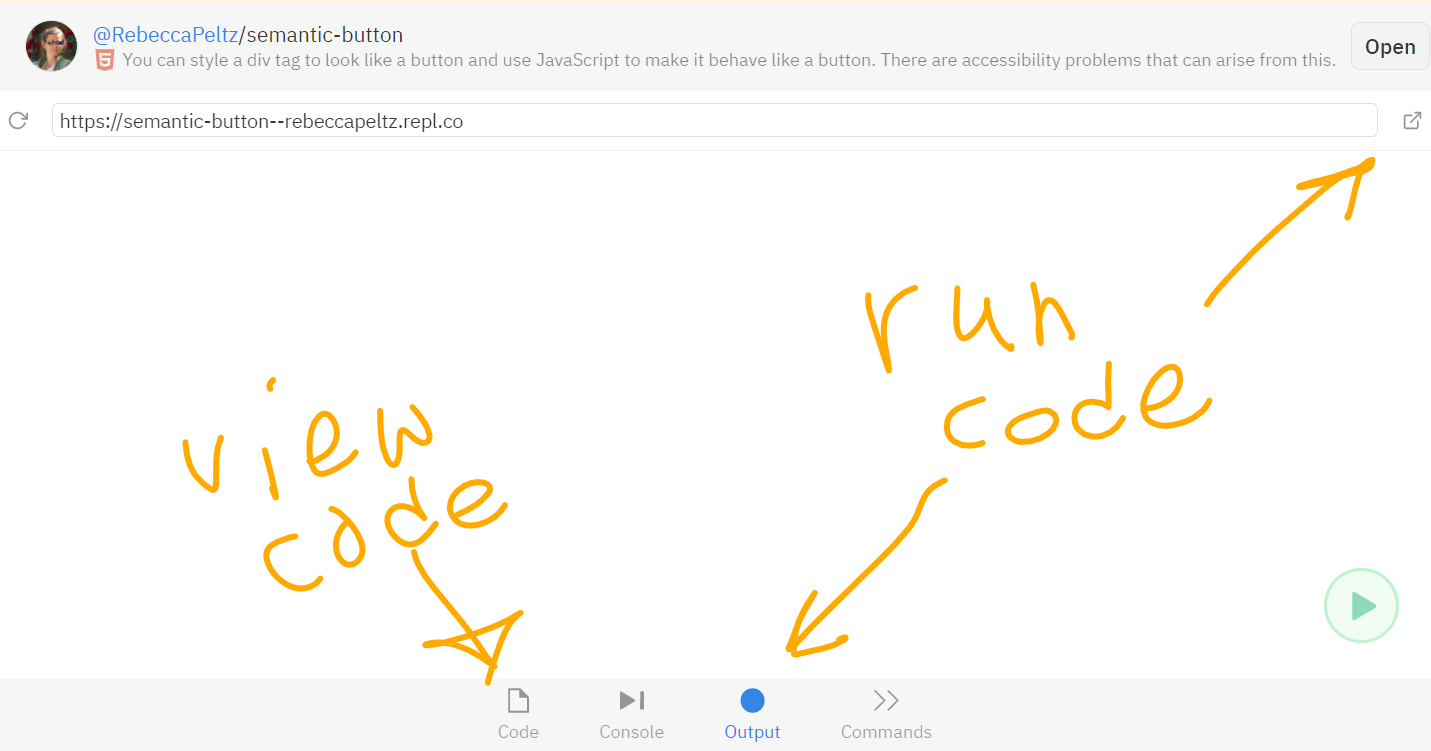 @RebeccaPeltz/semantic-button
You can style a div tag to look like a button and use JavaScript to make it behave like a button. There are accessibility problems that can arise from this.
Open
https://semantic-button--rebeccapeltz.repl.co
run
code
view
code
Code
Console
Output
Commands